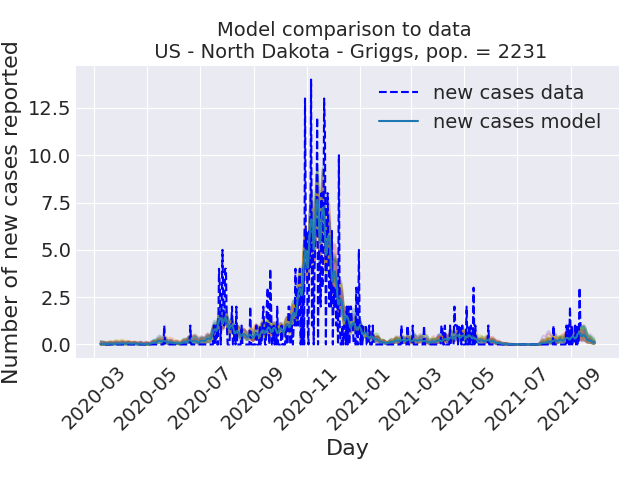 Model comparison to data
US - North Dakota - Griggs, pop. = 2231
Number of new cases reported
12.5
10.0
7.5
5.0
2.5
0.0
new cases data
new cases model
2020-03
2020-05
2020-07
2020-09
2020-11
2021-01
2021-03
2021-05
2021-07
2021-09
Day